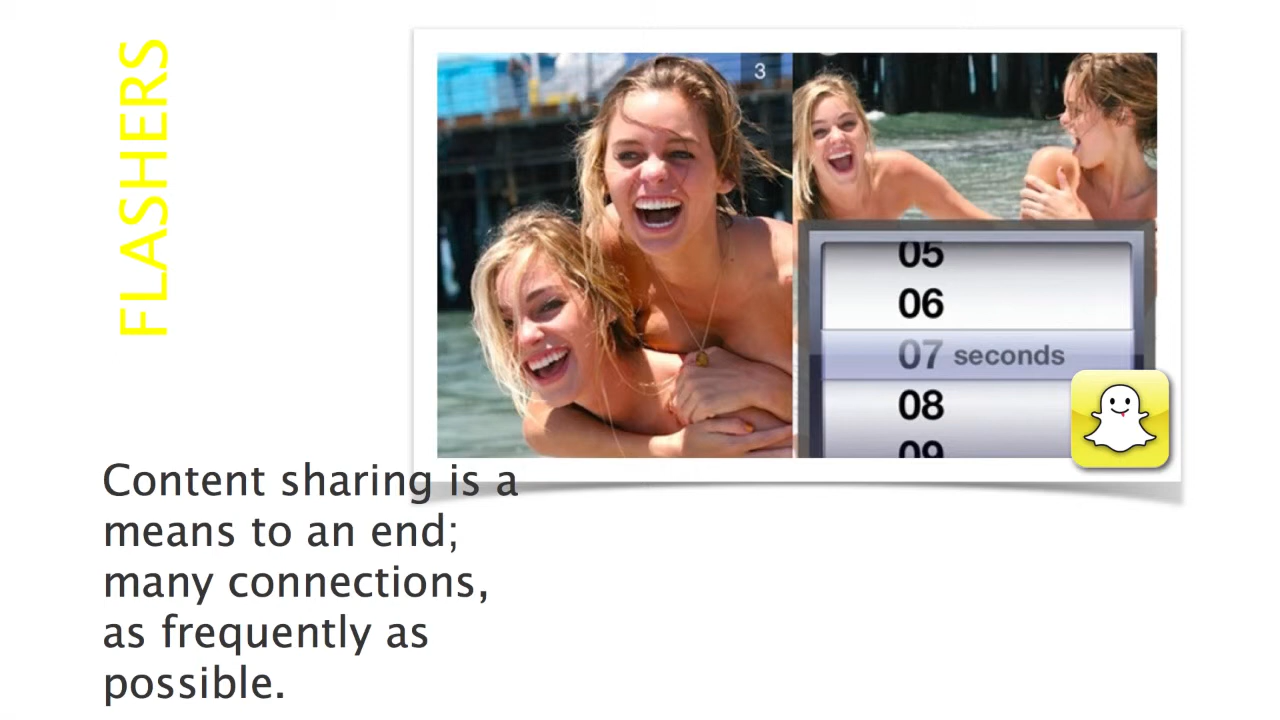 FLASHERS
3
05
06
07 seconds
08
09
Content sharing is a
means to an end;
many connections,
as frequently as
possible.